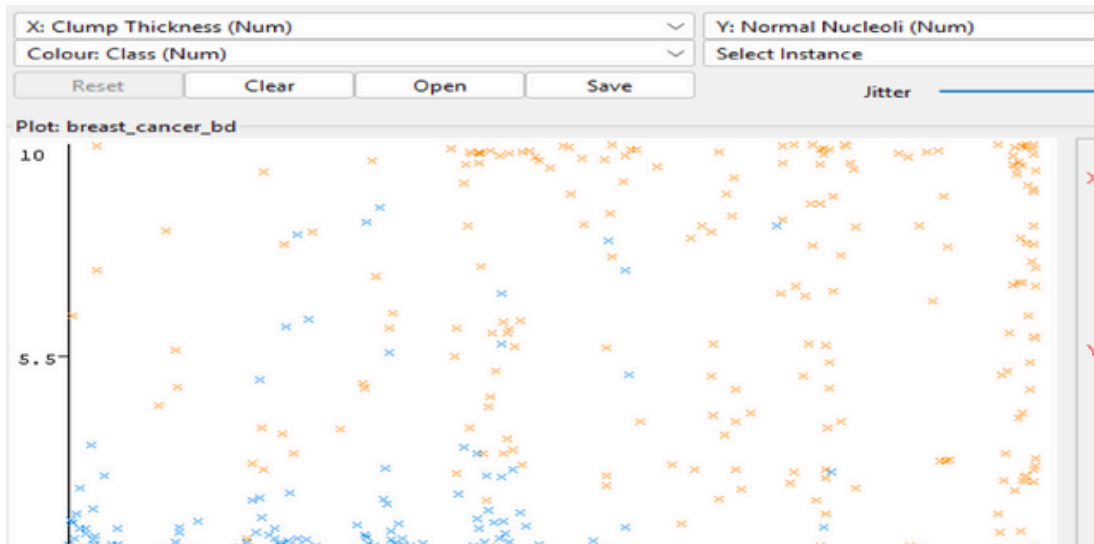 X: Clump Thickness (Num)
Y: Normal Nucleoli (Num)
Colour: Class (Num)
Select Instance
Reset
Clear
Open
Save
Jitter
Plot: breast_cancer_bd
10
5.5
X
Y